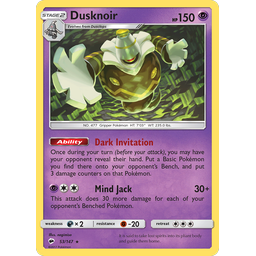 STAGE 2
Dusknoir
HP150
Evolves from Dusclops
NO. 477 Gripper Pokémon HT: 7'03" WT: 235.0 lbs.
Ability Dark Invitation
Once during your turn (before your attack), you may have
your opponent reveal their hand. Put a Basic Pokémon
you find there onto your opponent's Bench, and put
3 damage counters on that Pokémon.
Mind Jack 30+
This attack does 30 more damage for each of your
opponent's Benched Pokémon.
weakness ×2 resistance -20 retreat
53/147